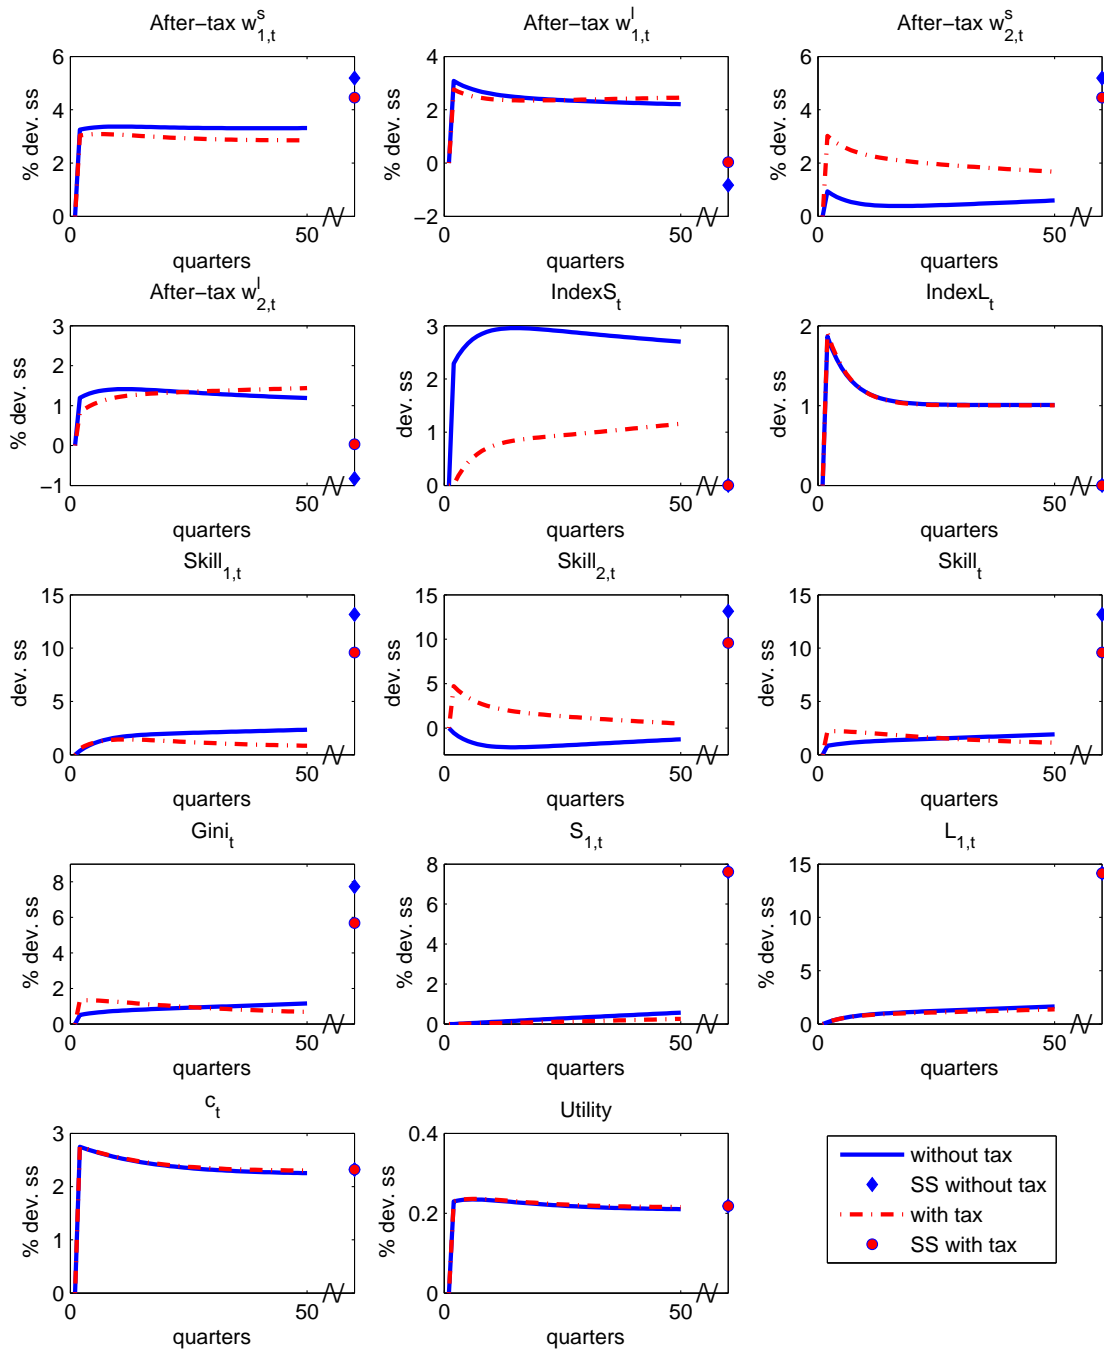 After−tax w^s_{1,t}
After−tax w^l_{1,t}
After−tax w^s_{2,t}
% dev. ss
6
4
2
0
0
50
quarters
% dev. ss
4
2
0
−2
0
50
quarters
% dev. ss
6
4
2
0
0
50
quarters
After−tax w^l_{2,t}
IndexS_t
IndexL_t
% dev. ss
3
2
1
0
−1
0
50
quarters
dev. ss
3
2
1
0
0
50
quarters
dev. ss
2
1
0
0
50
quarters
Skill_{1,t}
Skill_{2,t}
Skill_t
dev. ss
15
10
5
0
0
50
quarters
dev. ss
15
10
5
0
0
50
quarters
dev. ss
15
10
5
0
0
50
quarters
Gini_t
S_{1,t}
L_{1,t}
% dev. ss
8
6
4
2
0
0
50
quarters
% dev. ss
8
6
4
2
0
0
50
quarters
% dev. ss
15
10
5
0
0
50
quarters
c_t
Utility
% dev. ss
3
2
1
0
0
50
quarters
% dev. ss
0.4
0.2
0
0
50
quarters
without tax
SS without tax
with tax
SS with tax